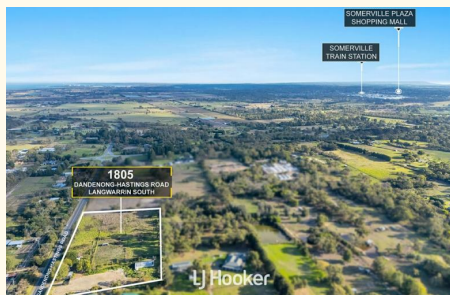 SOMERVILLE PLAZA
SHOPPING MALL
SOMERVILLE
TRAIN STATION
1805
DANDENONG-HASTINGS ROAD
LANGWARRIN SOUTH
LJ Hooker